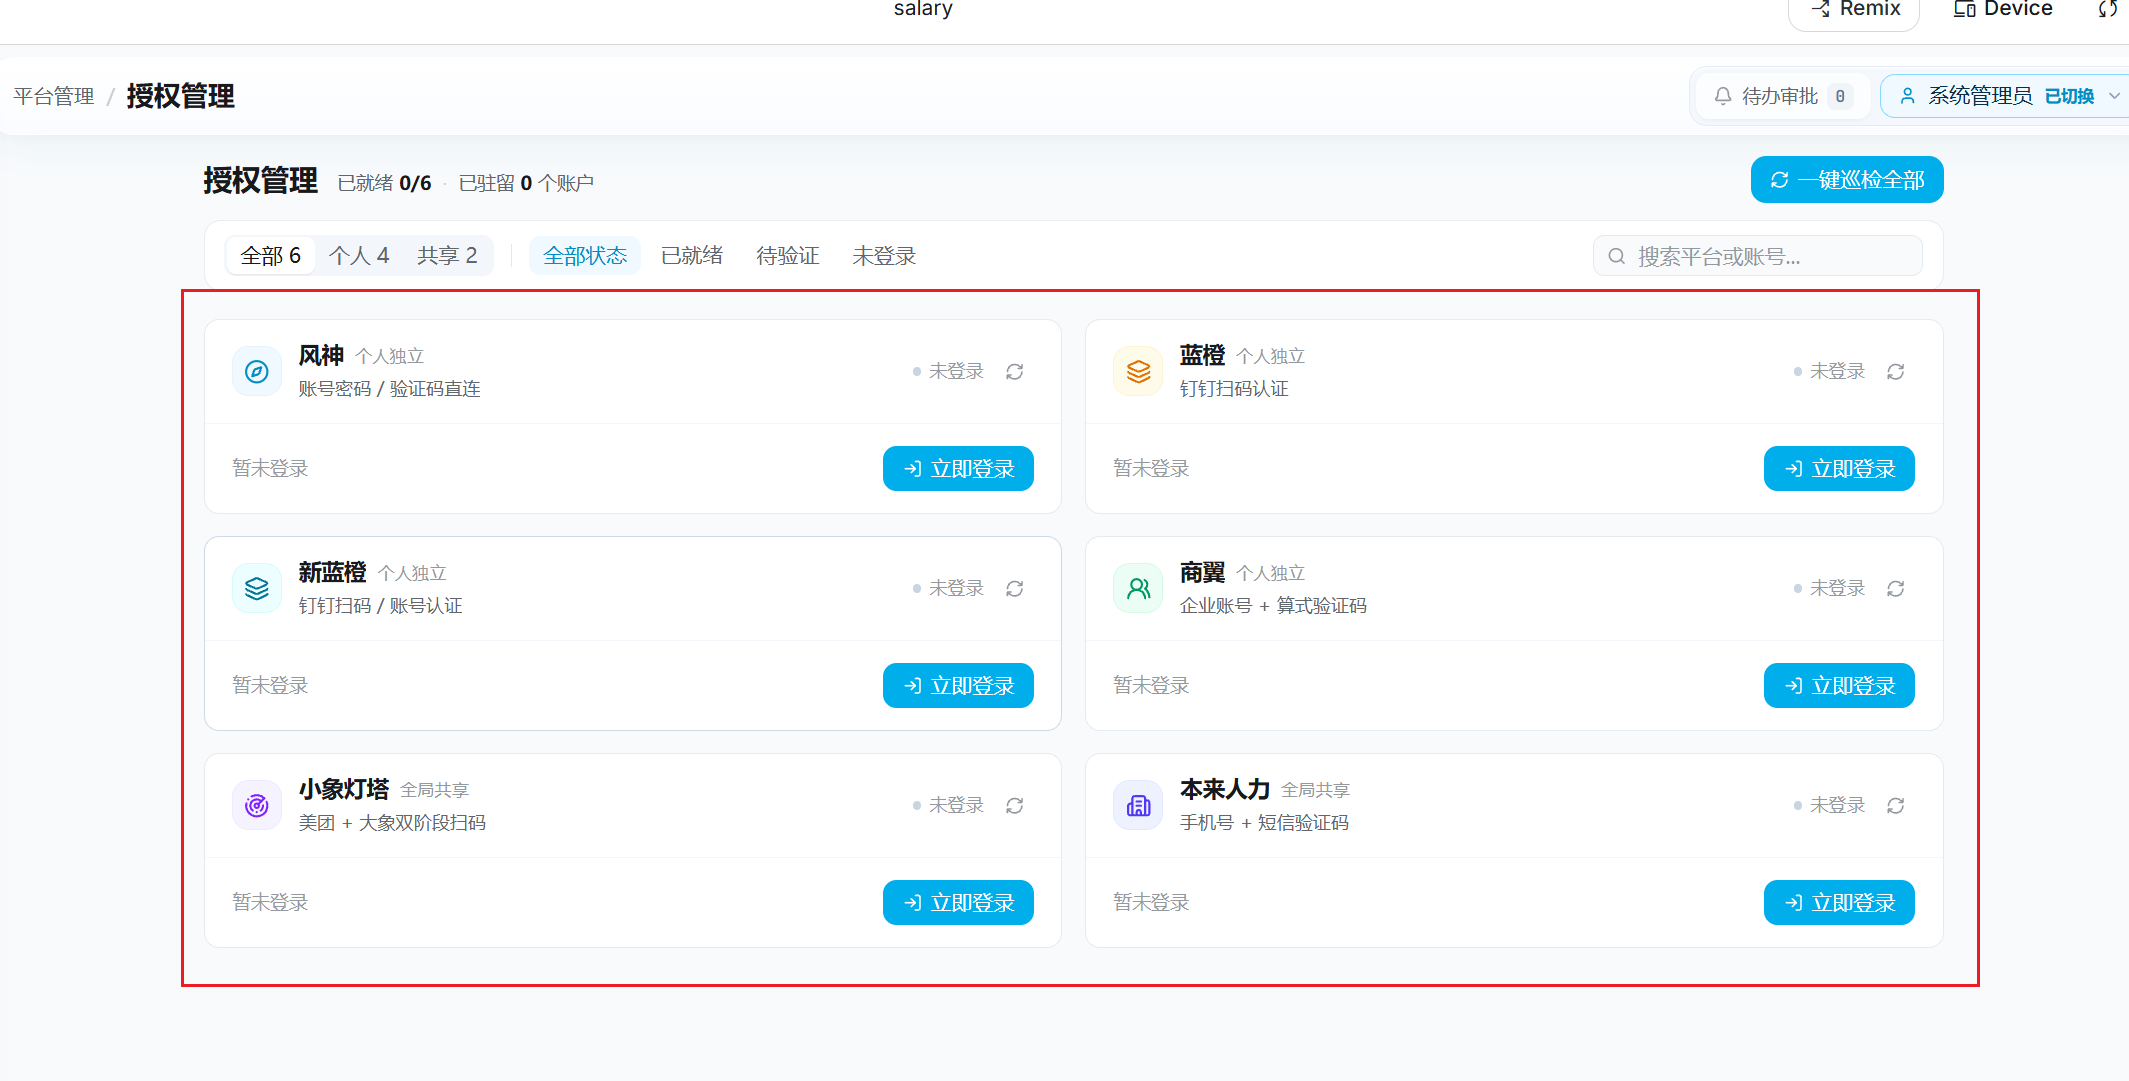 salary
Remix
Device
平台管理 / 授权管理
待办审批 0
系统管理员 已切换
授权管理 已就绪 0/6 · 已驻留 0 个账户
一键巡检全部
全部 6 个人 4 共享 2 全部状态 已就绪 待验证 未登录
搜索平台或账号...
风神 个人独立
账号密码 / 验证码直连
未登录
暂未登录
立即登录
蓝橙 个人独立
钉钉扫码认证
未登录
暂未登录
立即登录
新蓝橙 个人独立
钉钉扫码 / 账号认证
未登录
暂未登录
立即登录
商翼 个人独立
企业账号 + 算式验证码
未登录
暂未登录
立即登录
小象灯塔 全局共享
美团 + 大象双阶段扫码
未登录
暂未登录
立即登录
本来人力 全局共享
手机号 + 短信验证码
未登录
暂未登录
立即登录